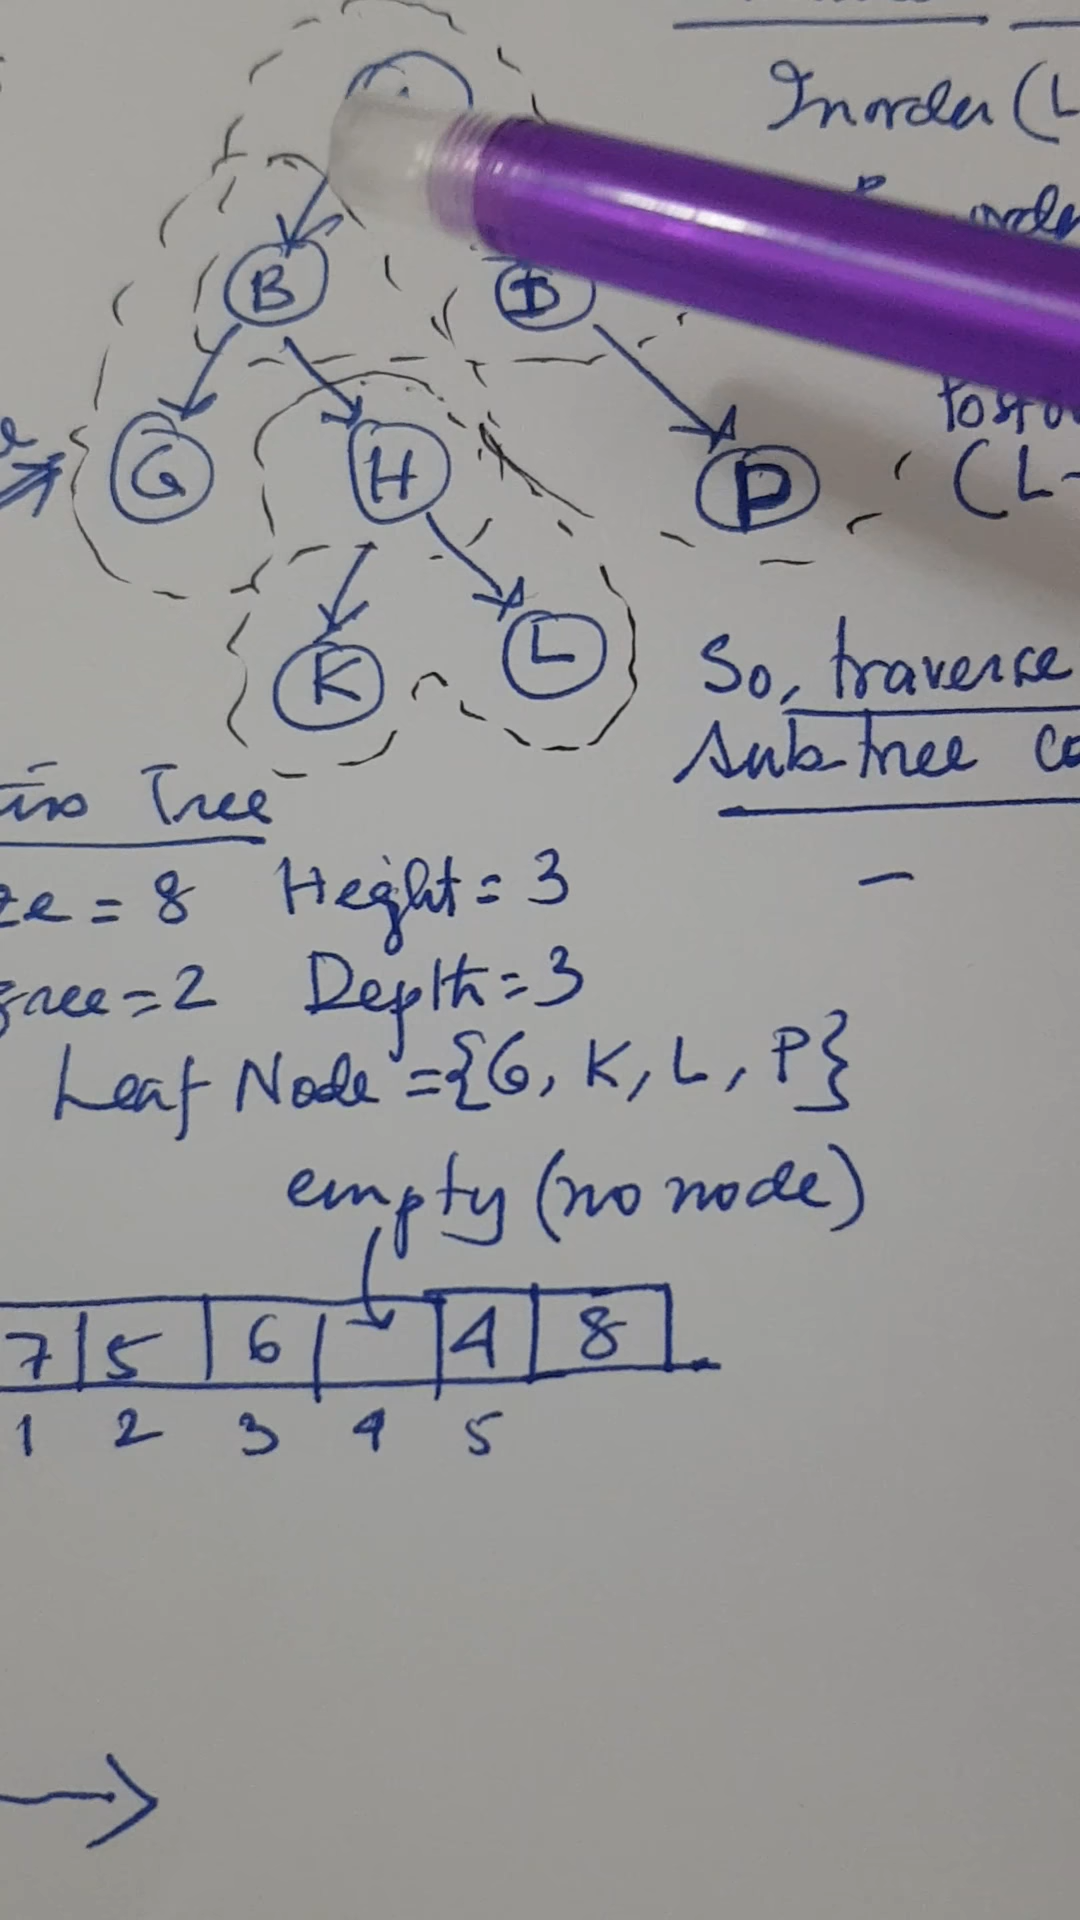 Inorder (L
B
D
G
H
P
(L-
K
L
So, traverse
Sub-tree
Tree
= 8 Heghit = 3
= 2 Depth = 3
Leaf Node = {G, K, L, P}
empty (no node)
7 5 6 4 8
1 2 3 4 5